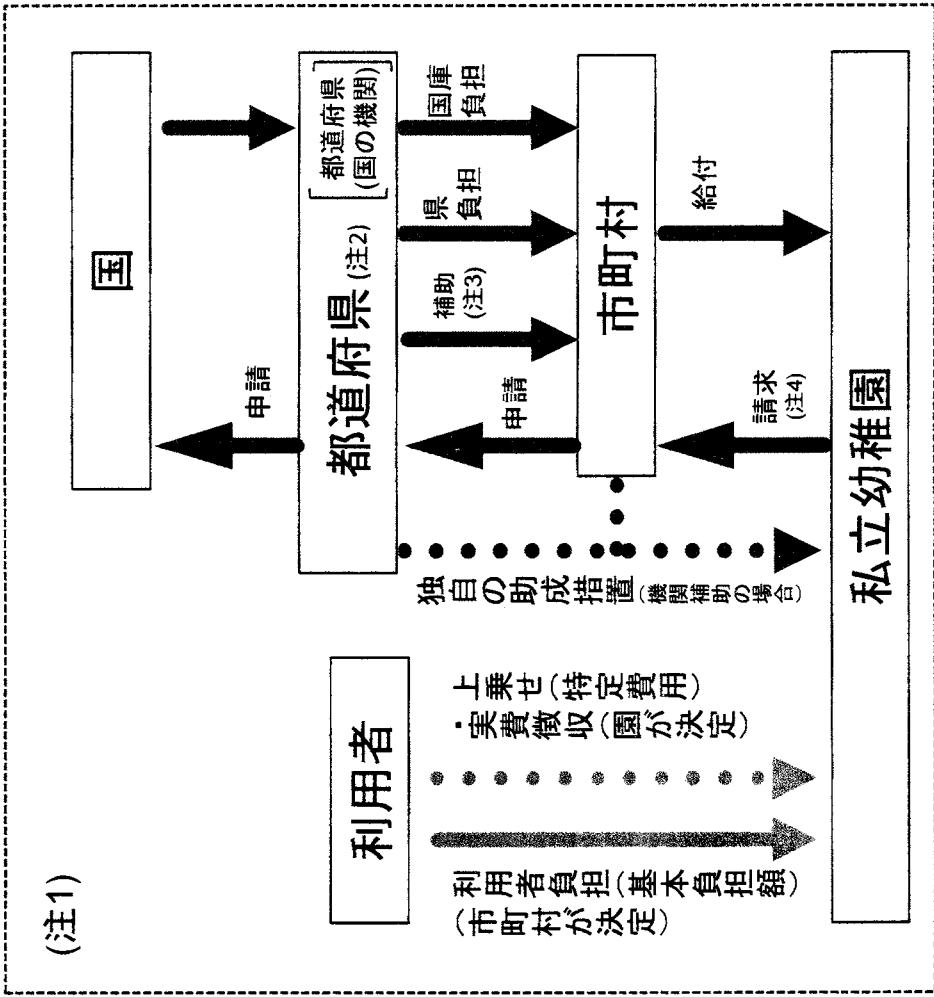 (注1)
国
申請
都道府県(注2)
都道府県
(国の機関)
補助
(注3)
県
負担
国庫
負担
申請
市町村
請求
(注4)
給付
独自の助成措置(機関補助の場合)
利用者
上乗せ(特定費用)
・実費徴収(園が決定)
利用者負担(基本負担額)
(市町村が決定)
私立幼稚園